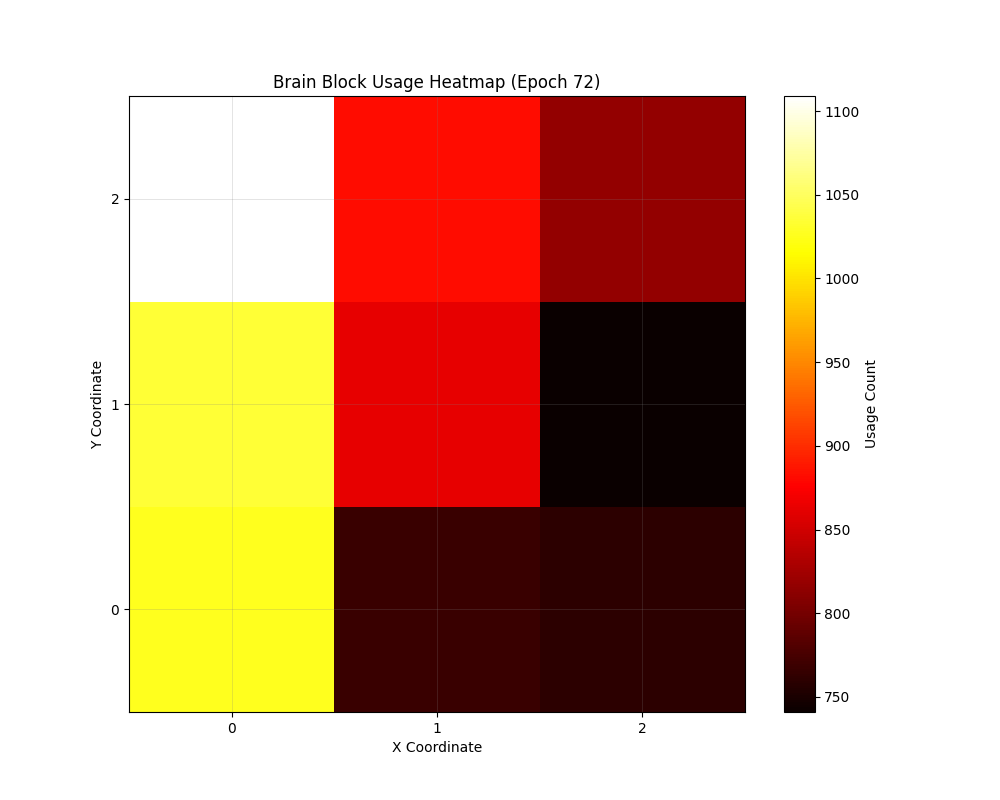 Brain Block Usage Heatmap (Epoch 72)
2
1
0
Y Coordinate
0 1 2
X Coordinate
1100
1050
1000
950
900
850
800
750
Usage Count